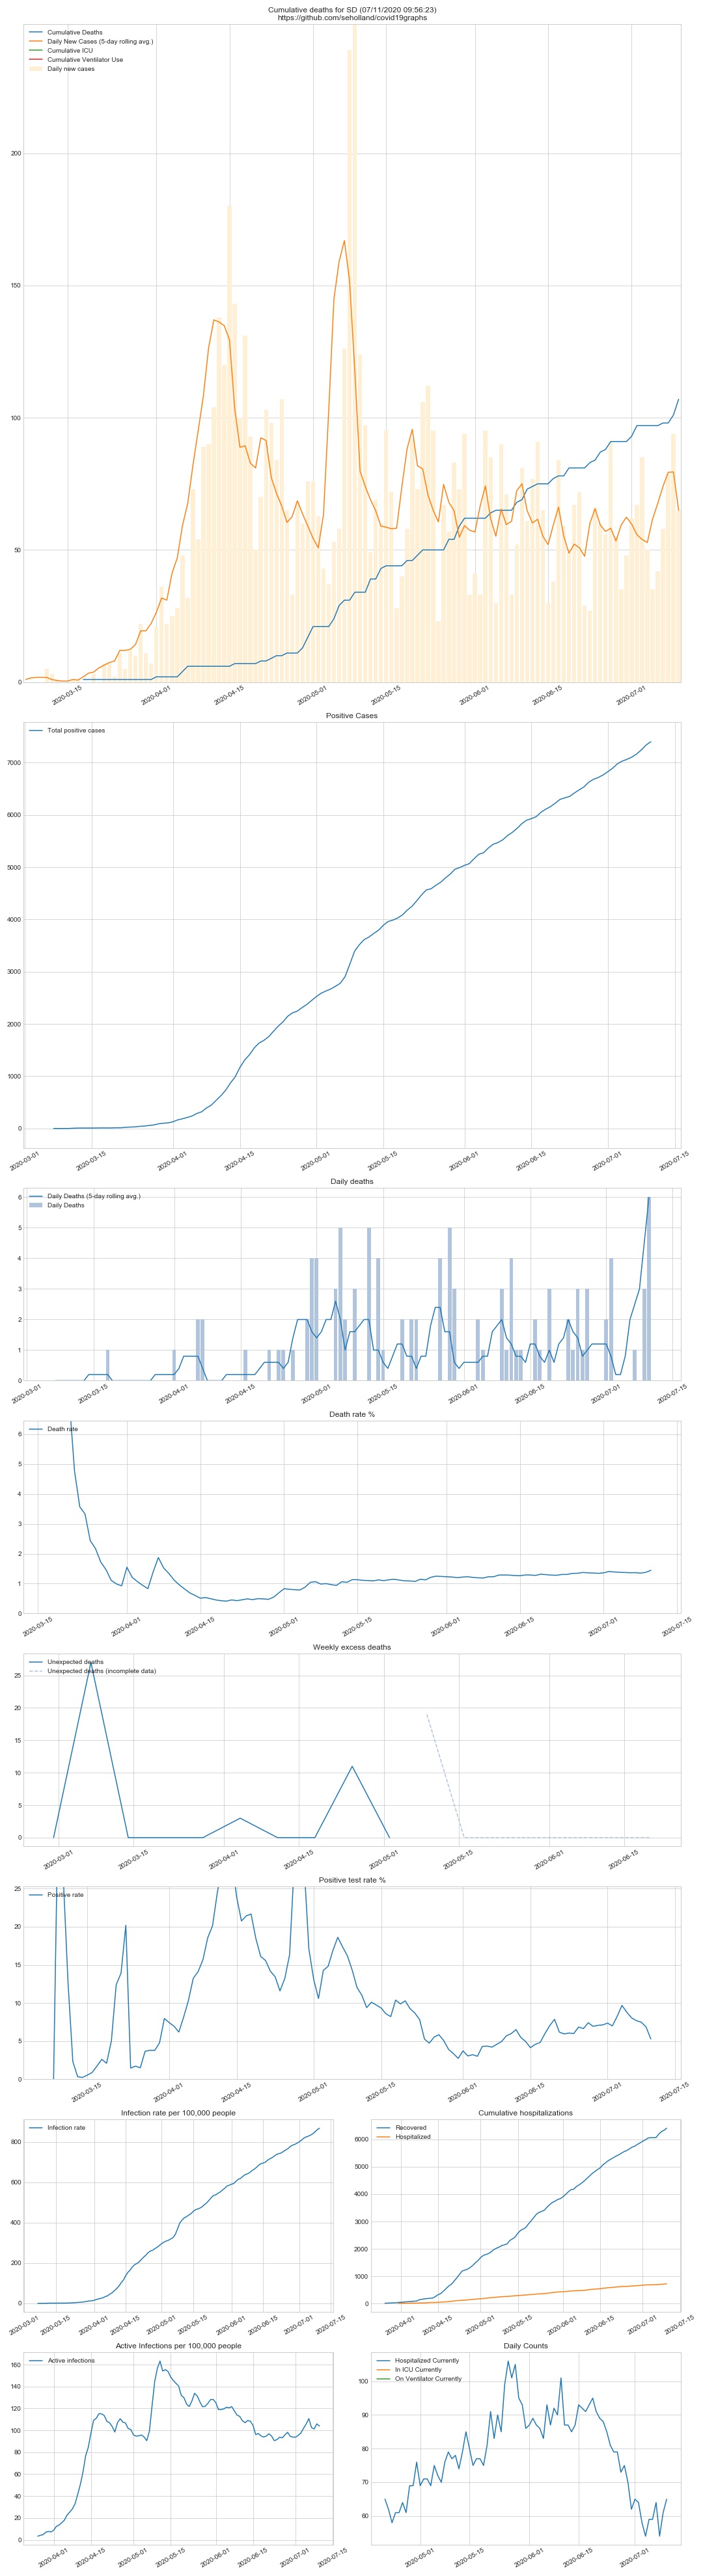 Cumulative deaths for SD (07/11/2020 09:56:23)
https://github.com/seholland/covid19graphs
Cumulative Deaths
Daily New Cases (5-day rolling avg.)
Cumulative ICU
Cumulative Ventilator Use
Daily new cases
200
150
100
50
0
2020-03-15 2020-04-01 2020-04-15 2020-05-01 2020-05-15 2020-06-01 2020-06-15 2020-07-01
Positive Cases
Total positive cases
7000
6000
5000
4000
3000
2000
1000
0
2020-03-01 2020-03-15 2020-04-01 2020-04-15 2020-05-01 2020-05-15 2020-06-01 2020-06-15 2020-07-01 2020-07-15
Daily deaths
Daily Deaths (5-day rolling avg.)
Daily Deaths
6
5
4
3
2
1
0
2020-03-01 2020-03-15 2020-04-01 2020-04-15 2020-05-01 2020-05-15 2020-06-01 2020-06-15 2020-07-01 2020-07-15
Death rate %
Death rate
6
5
4
3
2
1
0
2020-03-15 2020-04-01 2020-04-15 2020-05-01 2020-05-15 2020-06-01 2020-06-15 2020-07-01 2020-07-15
Weekly excess deaths
Unexpected deaths
Unexpected deaths (incomplete data)
25
20
15
10
5
0
2020-03-01 2020-03-15 2020-04-01 2020-04-15 2020-05-01 2020-05-15 2020-06-01 2020-06-15
Positive test rate %
Positive rate
25
20
15
10
5
0
2020-03-15 2020-04-01 2020-04-15 2020-05-01 2020-05-15 2020-06-01 2020-06-15 2020-07-01 2020-07-15
Infection rate per 100,000 people
Infection rate
800
600
400
200
0
2020-03-01 2020-03-15 2020-04-01 2020-04-15 2020-05-01 2020-05-15 2020-06-01 2020-06-15 2020-07-01 2020-07-15
Cumulative hospitalizations
Recovered
Hospitalized
6000
5000
4000
3000
2000
1000
0
2020-04-01 2020-04-15 2020-05-01 2020-05-15 2020-06-01 2020-06-15 2020-07-01 2020-07-15
Active Infections per 100,000 people
Active infections
160
140
120
100
80
60
40
20
0
2020-04-01 2020-04-15 2020-05-01 2020-05-15 2020-06-01 2020-06-15 2020-07-01 2020-07-15
Daily Counts
Hospitalized Currently
In ICU Currently
On Ventilator Currently
100
90
80
70
60
2020-05-01 2020-05-15 2020-06-01 2020-06-15 2020-07-01